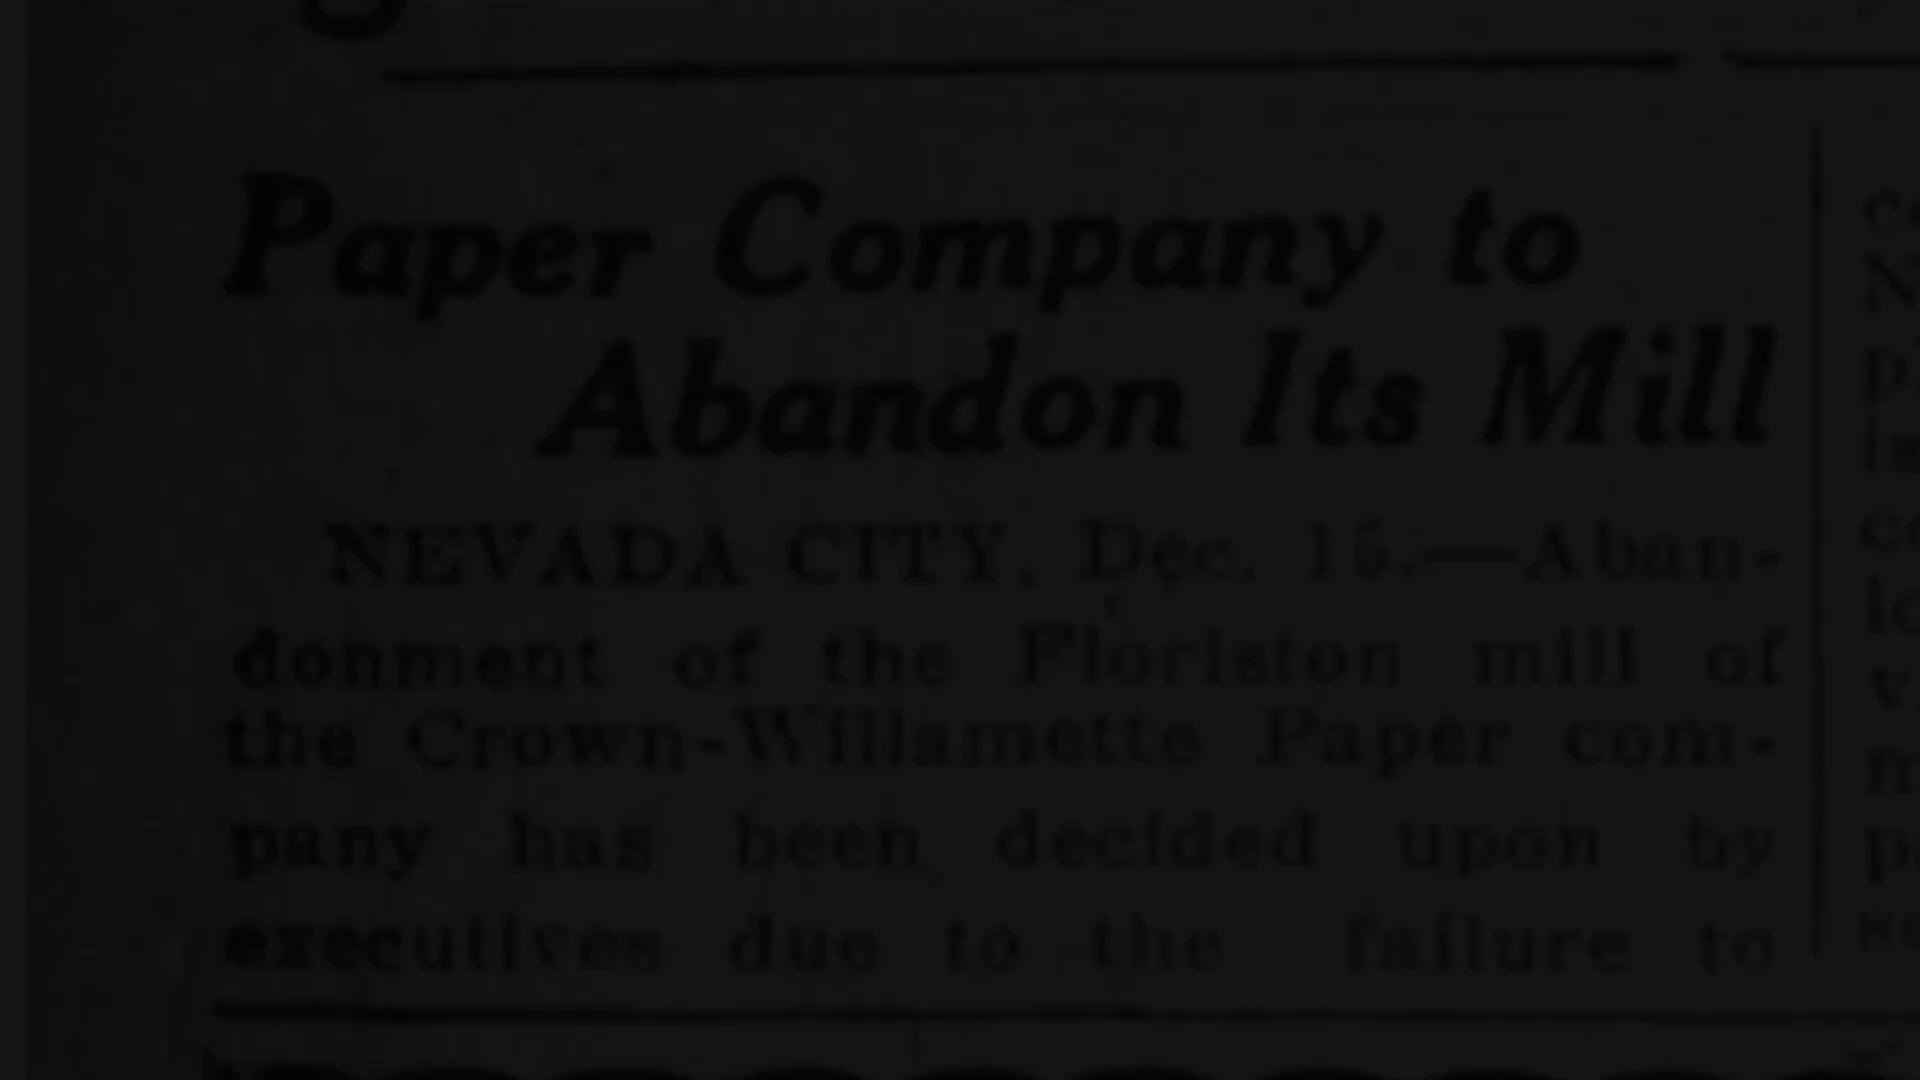 Paper Company to
Abandon Its Mill
NEVADA CITY, Dec. 15.—Aban-
donment of the Floriston mill of
the Crown-Willamette Paper com-
pany has been decided upon by
executives due to the failure to